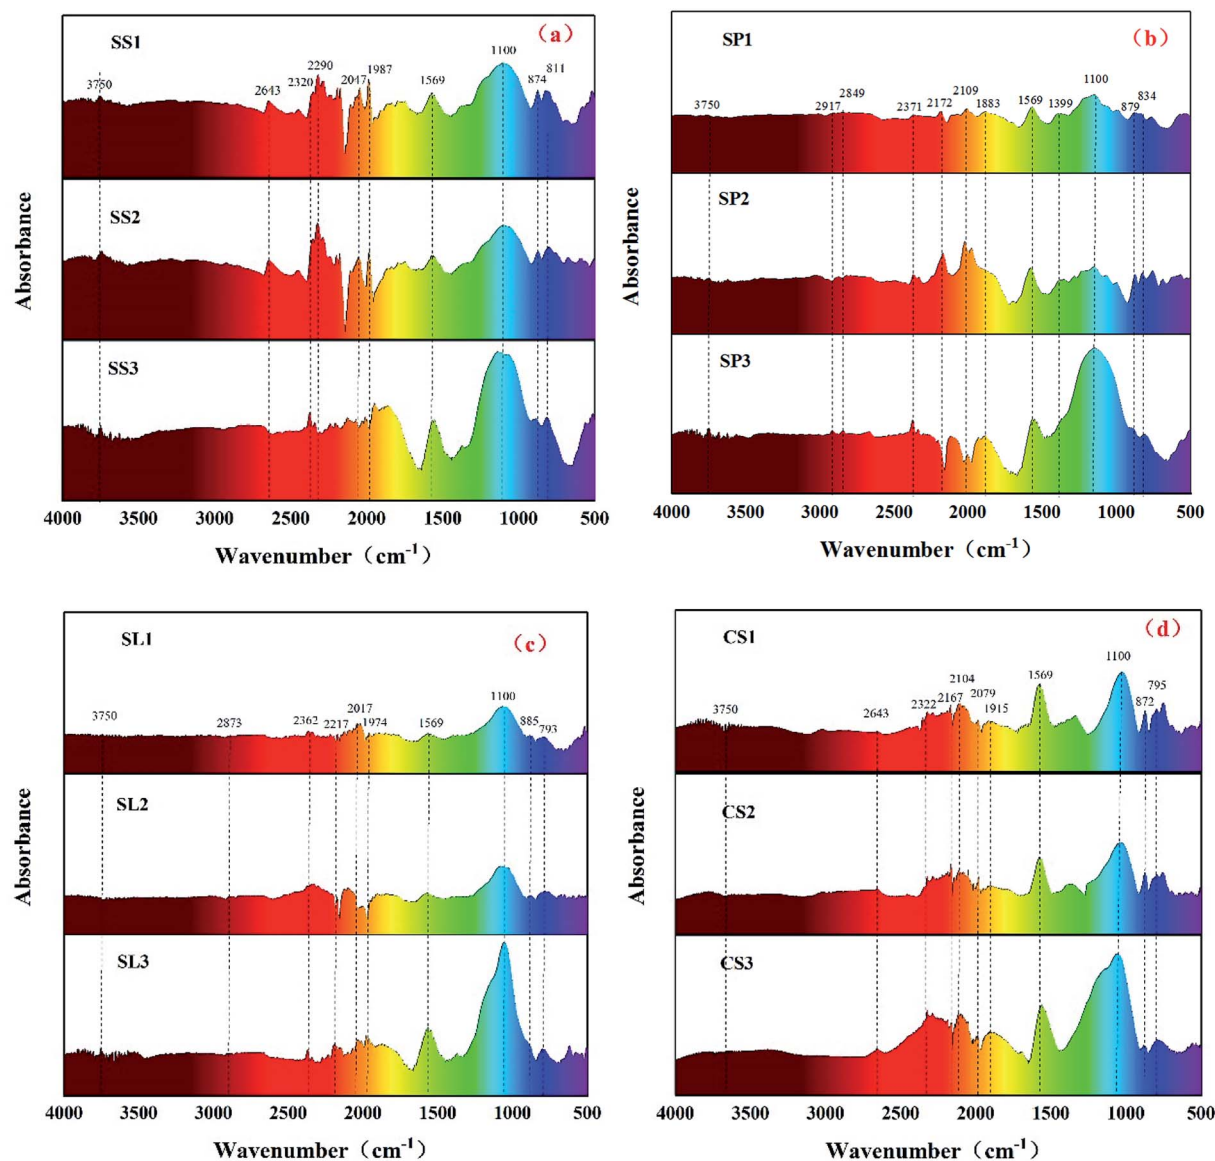 (a)
SS1
3750
2643
2320
2290
2047
1987
1569
1100
874
811
SS2
SS3
Absorbance
4000 3000 2500 2000 1500 1000 500
Wavenumber（cm-1）
(b)
SP1
3750
2917
2849
2371
2172
2109
1883
1569
1399
1100
879
834
SP2
SP3
Absorbance
4000 3500 3000 2500 2000 1500 1000 500
Wavenumber（cm-1）
（c）
SL1
3750
2873
2362
2217
2017
1974
1569
1100
885
793
SL2
SL3
Absorbance
4000 3000 2500 2000 1500 1000 500
Wavenumber（cm-1）
（d）
CS1
3750
2643
2322
2167
2104
2079
1915
1569
1100
872
795
CS2
CS3
Absorbance
4000 3000 2500 2000 1500 1000 500
Wavenumber（cm-1）